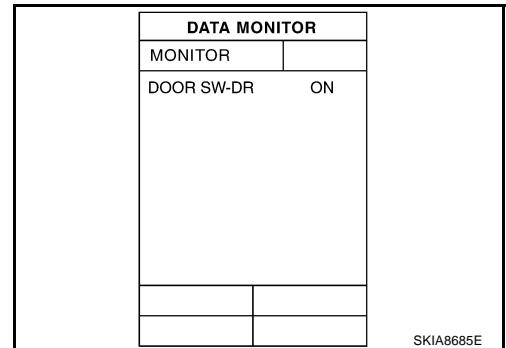 DATA MONITOR
MONITOR
DOOR SW-DR ON
SKIA8685E